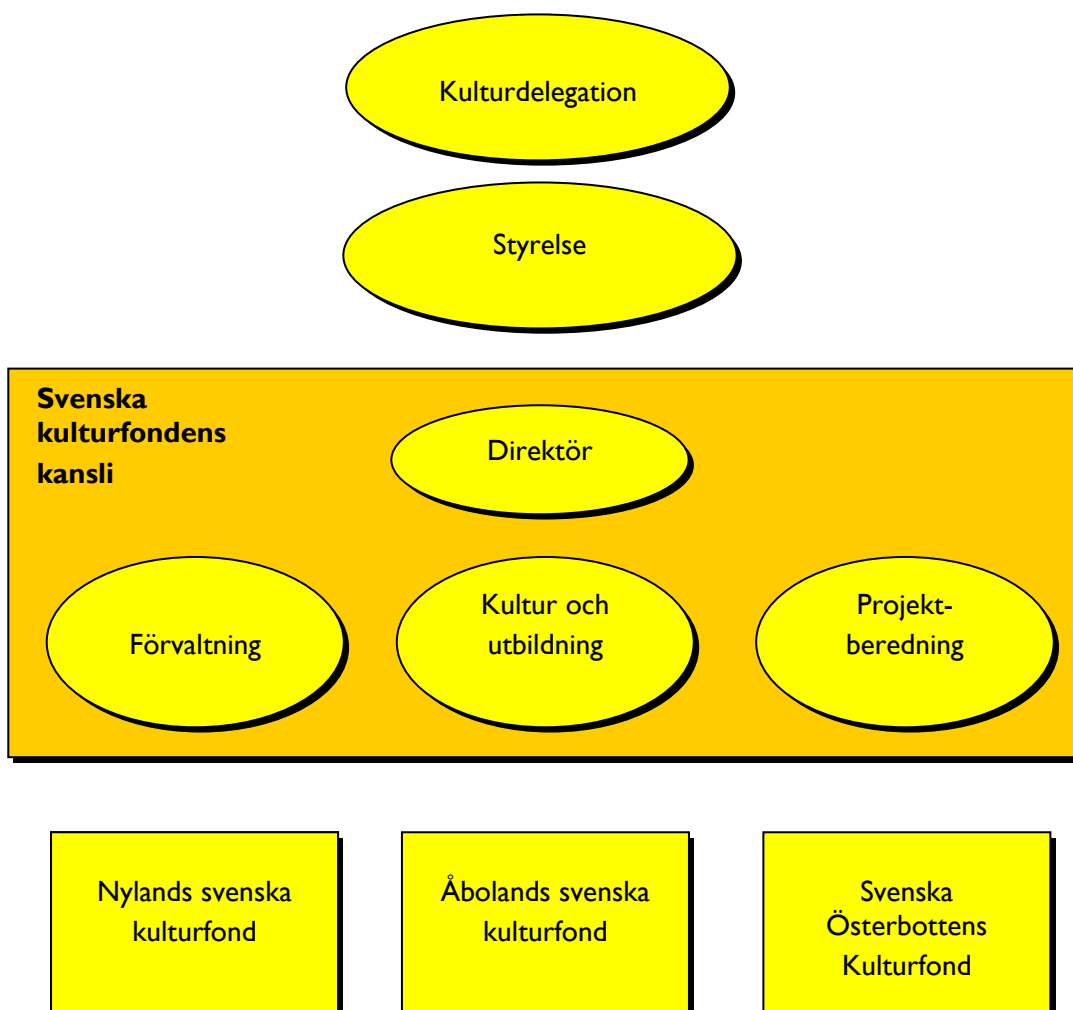 Kulturdelegation
Styrelse
Svenska
kulturfondens
kansli
Direktör
Förvaltning
Kultur och
utbildning
Projekt-
beredning
Nylands svenska
kulturfond
Åbolands svenska
kulturfond
Svenska
Österbottens
Kulturfond